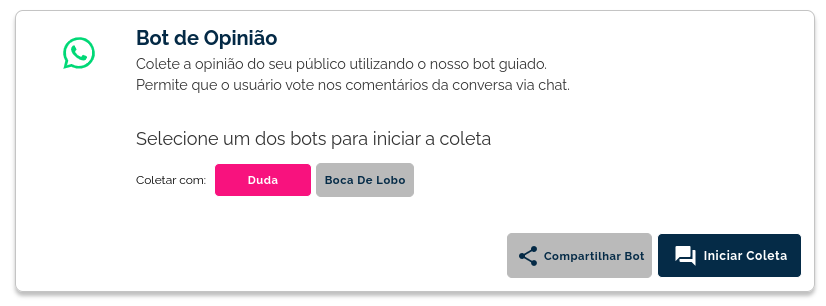 Bot de Opinião
Colete a opinião do seu público utilizando o nosso bot guiado.
Permite que o usuário vote nos comentários da conversa via chat.
Selecione um dos bots para iniciar a coleta
Coletar com: Duda Boca De Lobo
Compartilhar Bot Iniciar Coleta